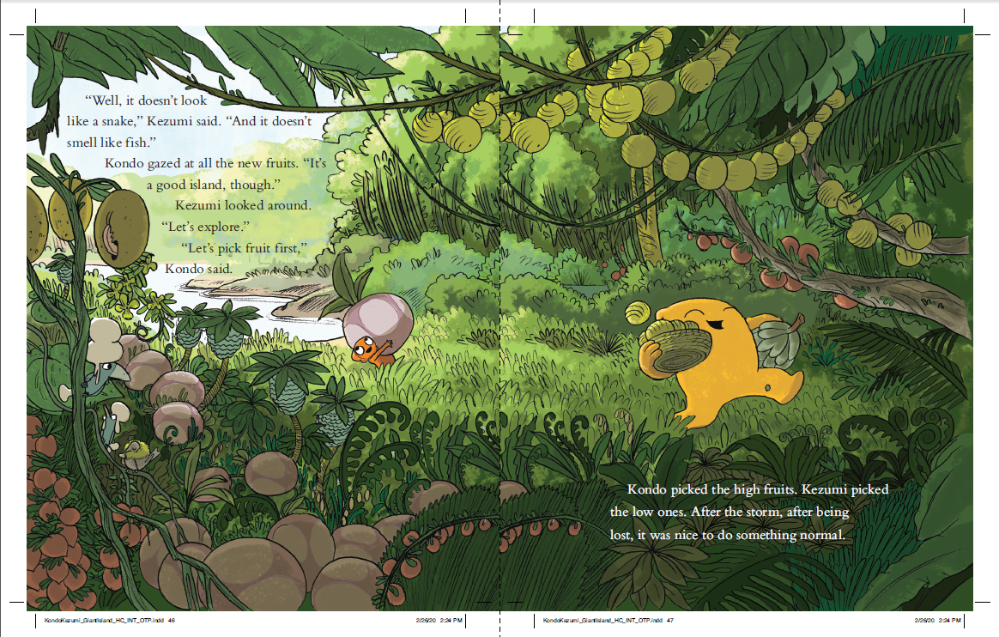 “Well, it doesn’t look
like a snake,” Kezumi said. “And it doesn’t
smell like fish.”
Kondo gazed at all the new fruits. “It’s
a good island, though.”
Kezumi looked around.
“Let’s explore.”
“Let’s pick fruit first,”
Kondo said.
Kondo picked the high fruits. Kezumi picked
the low ones. After the storm, after being
lost, it was nice to do something normal.
KondoKezumi_GiantIsland_HC_INT_OTP.indd 46
2/26/20 2:24 PM
KondoKezumi_GiantIsland_HC_INT_OTP.indd 47
2/26/20 2:24 PM